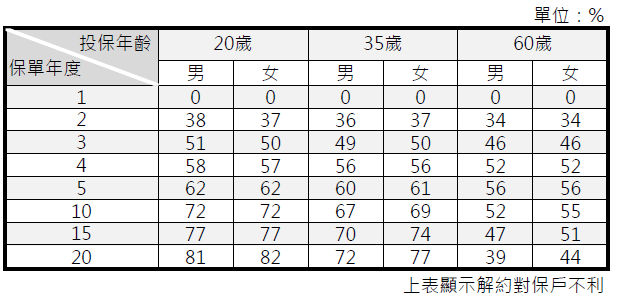 單位：%
投保年齡 20歲 35歲 60歲
保單年度 男 女 男 女 男 女
1 0 0 0 0 0 0
2 38 37 36 37 34 34
3 51 50 49 50 46 46
4 58 57 56 56 52 52
5 62 62 60 61 56 56
10 72 72 67 69 52 55
15 77 77 70 74 47 51
20 81 82 72 77 39 44
上表顯示解約對保戶不利